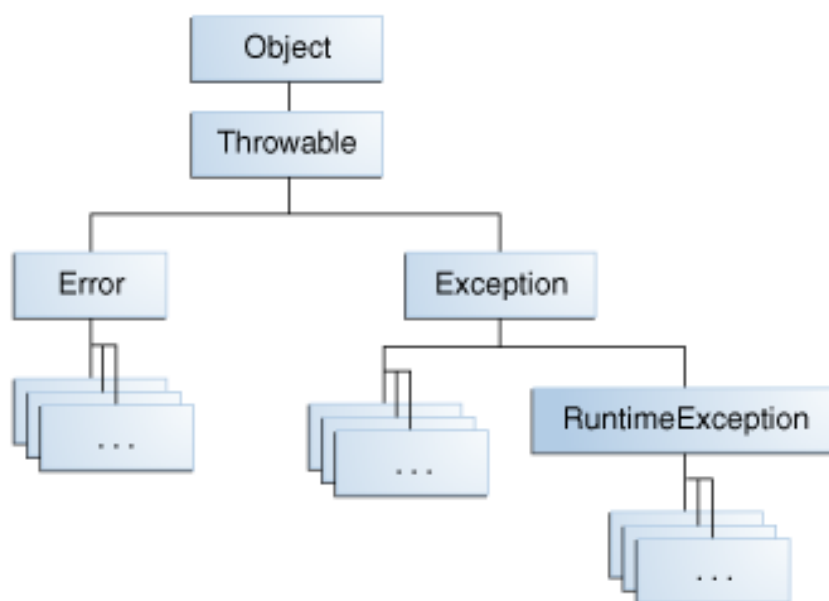 Object
Throwable
Error
Exception
. . .
. . .
RuntimeException
. . .